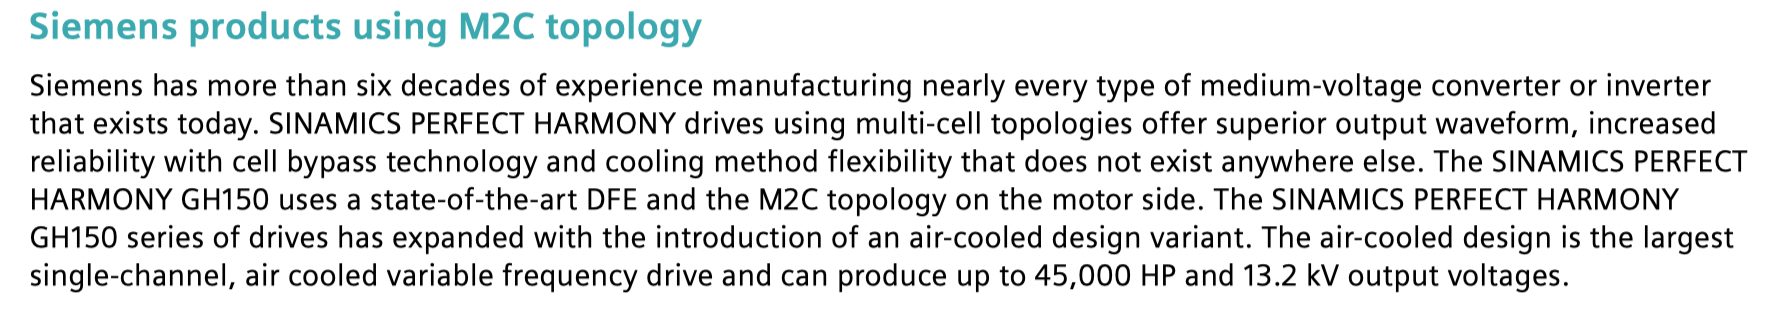 Siemens products using M2C topology
Siemens has more than six decades of experience manufacturing nearly every type of medium-voltage converter or inverter
that exists today. SINAMICS PERFECT HARMONY drives using multi-cell topologies offer superior output waveform, increased
reliability with cell bypass technology and cooling method flexibility that does not exist anywhere else. The SINAMICS PERFECT
HARMONY GH150 uses a state-of-the-art DFE and the M2C topology on the motor side. The SINAMICS PERFECT HARMONY
GH150 series of drives has expanded with the introduction of an air-cooled design variant. The air-cooled design is the largest
single-channel, air cooled variable frequency drive and can produce up to 45,000 HP and 13.2 kV output voltages.